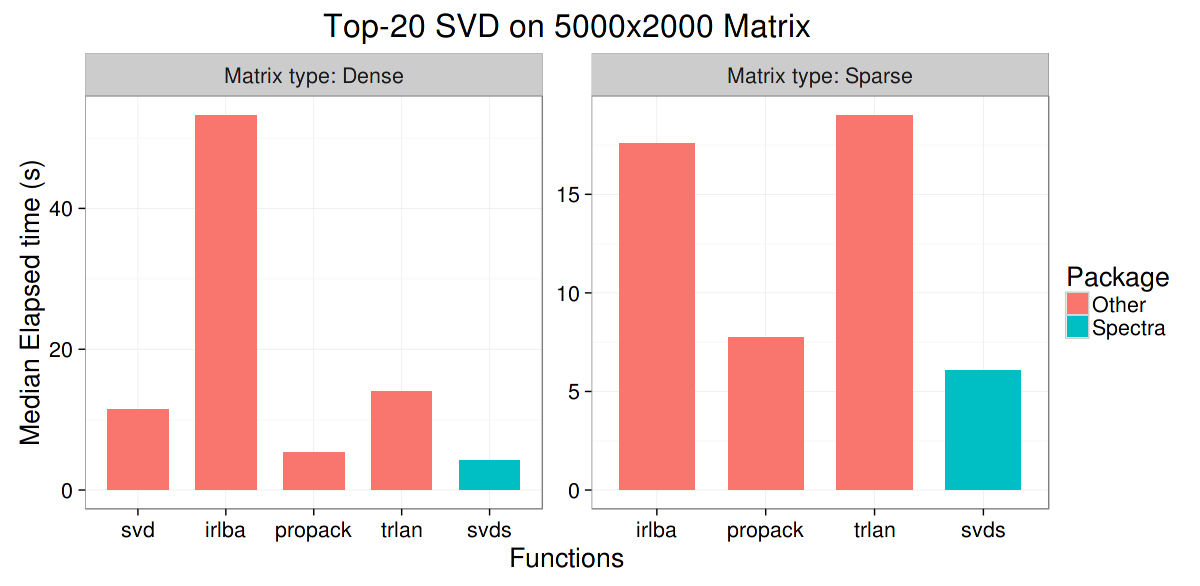 Top-20 SVD on 5000x2000 Matrix
Matrix type: Dense
Matrix type: Sparse
Median Elapsed time (s)
40
20
0
15
10
5
0
svd irlba propack trlan svds
irlba propack trlan svds
Functions
Package
Other
Spectra